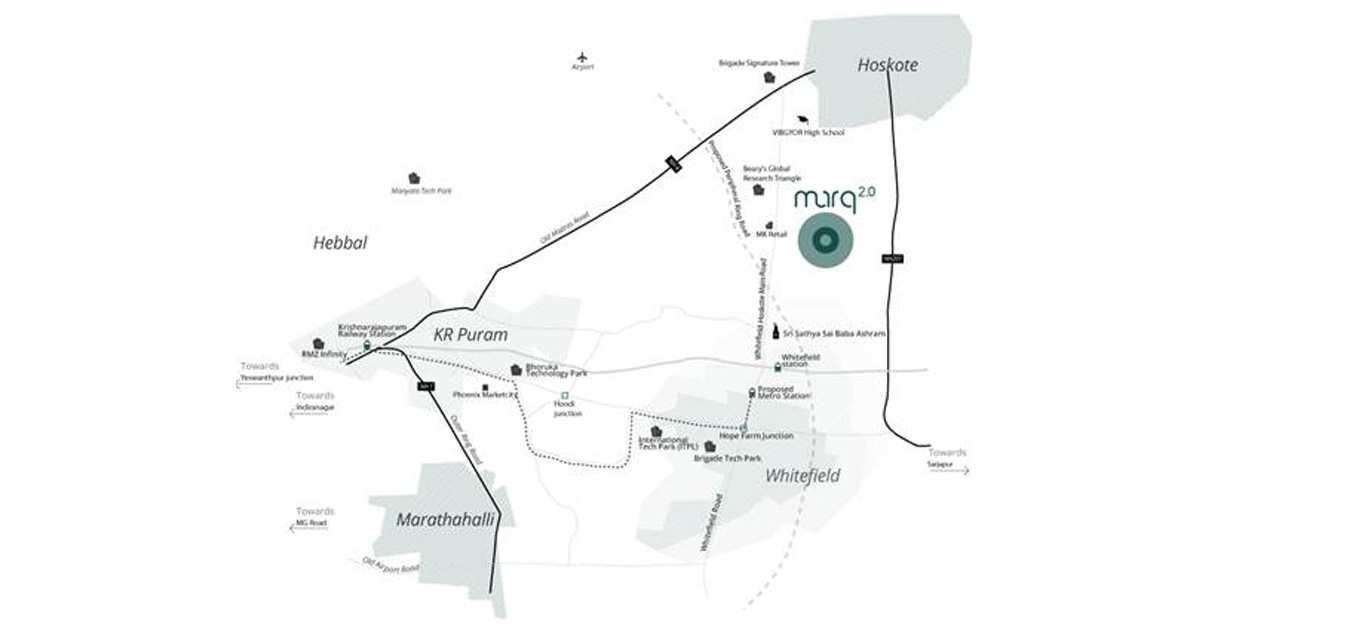 Hoskote
Airport
Brigade Signature Tower
VIBGYOR High School
Manyata Tech Park
Beary's Global
Research Triangle
marq 2.0
MK Retail
Proposed Peripheral Ring Road
Old Madras Road
Hebbal
Whitefield Hoskote Main Road
Krishnarajapuram
Railway Station
KR Puram
Sri Sathya Sai Baba Ashram
RMZ Infinity
Whitefield
station
Towards
Yeswanthpur junction
Bhoruka
Technology Park
Phoenix Marketcity
Proposed
Metro Station
Towards
Indiranagar
Hoodi
junction
Outer Ring Road
International
Tech Park (ITPL)
Hope Farm Junction
Brigade Tech Park
Towards
Sarjapur
Whitefield
Towards
MG Road
Marathahalli
Whitefield Road
Old Airport Road